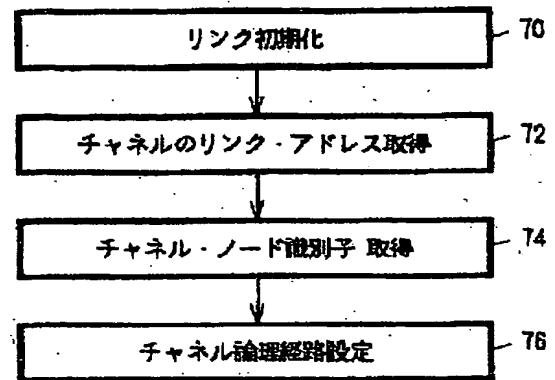 リンク初期化 70
チャネルのリンク・アドレス取得 72
チャネル・ノード識別子 取得 74
チャネル論理経路設定 76